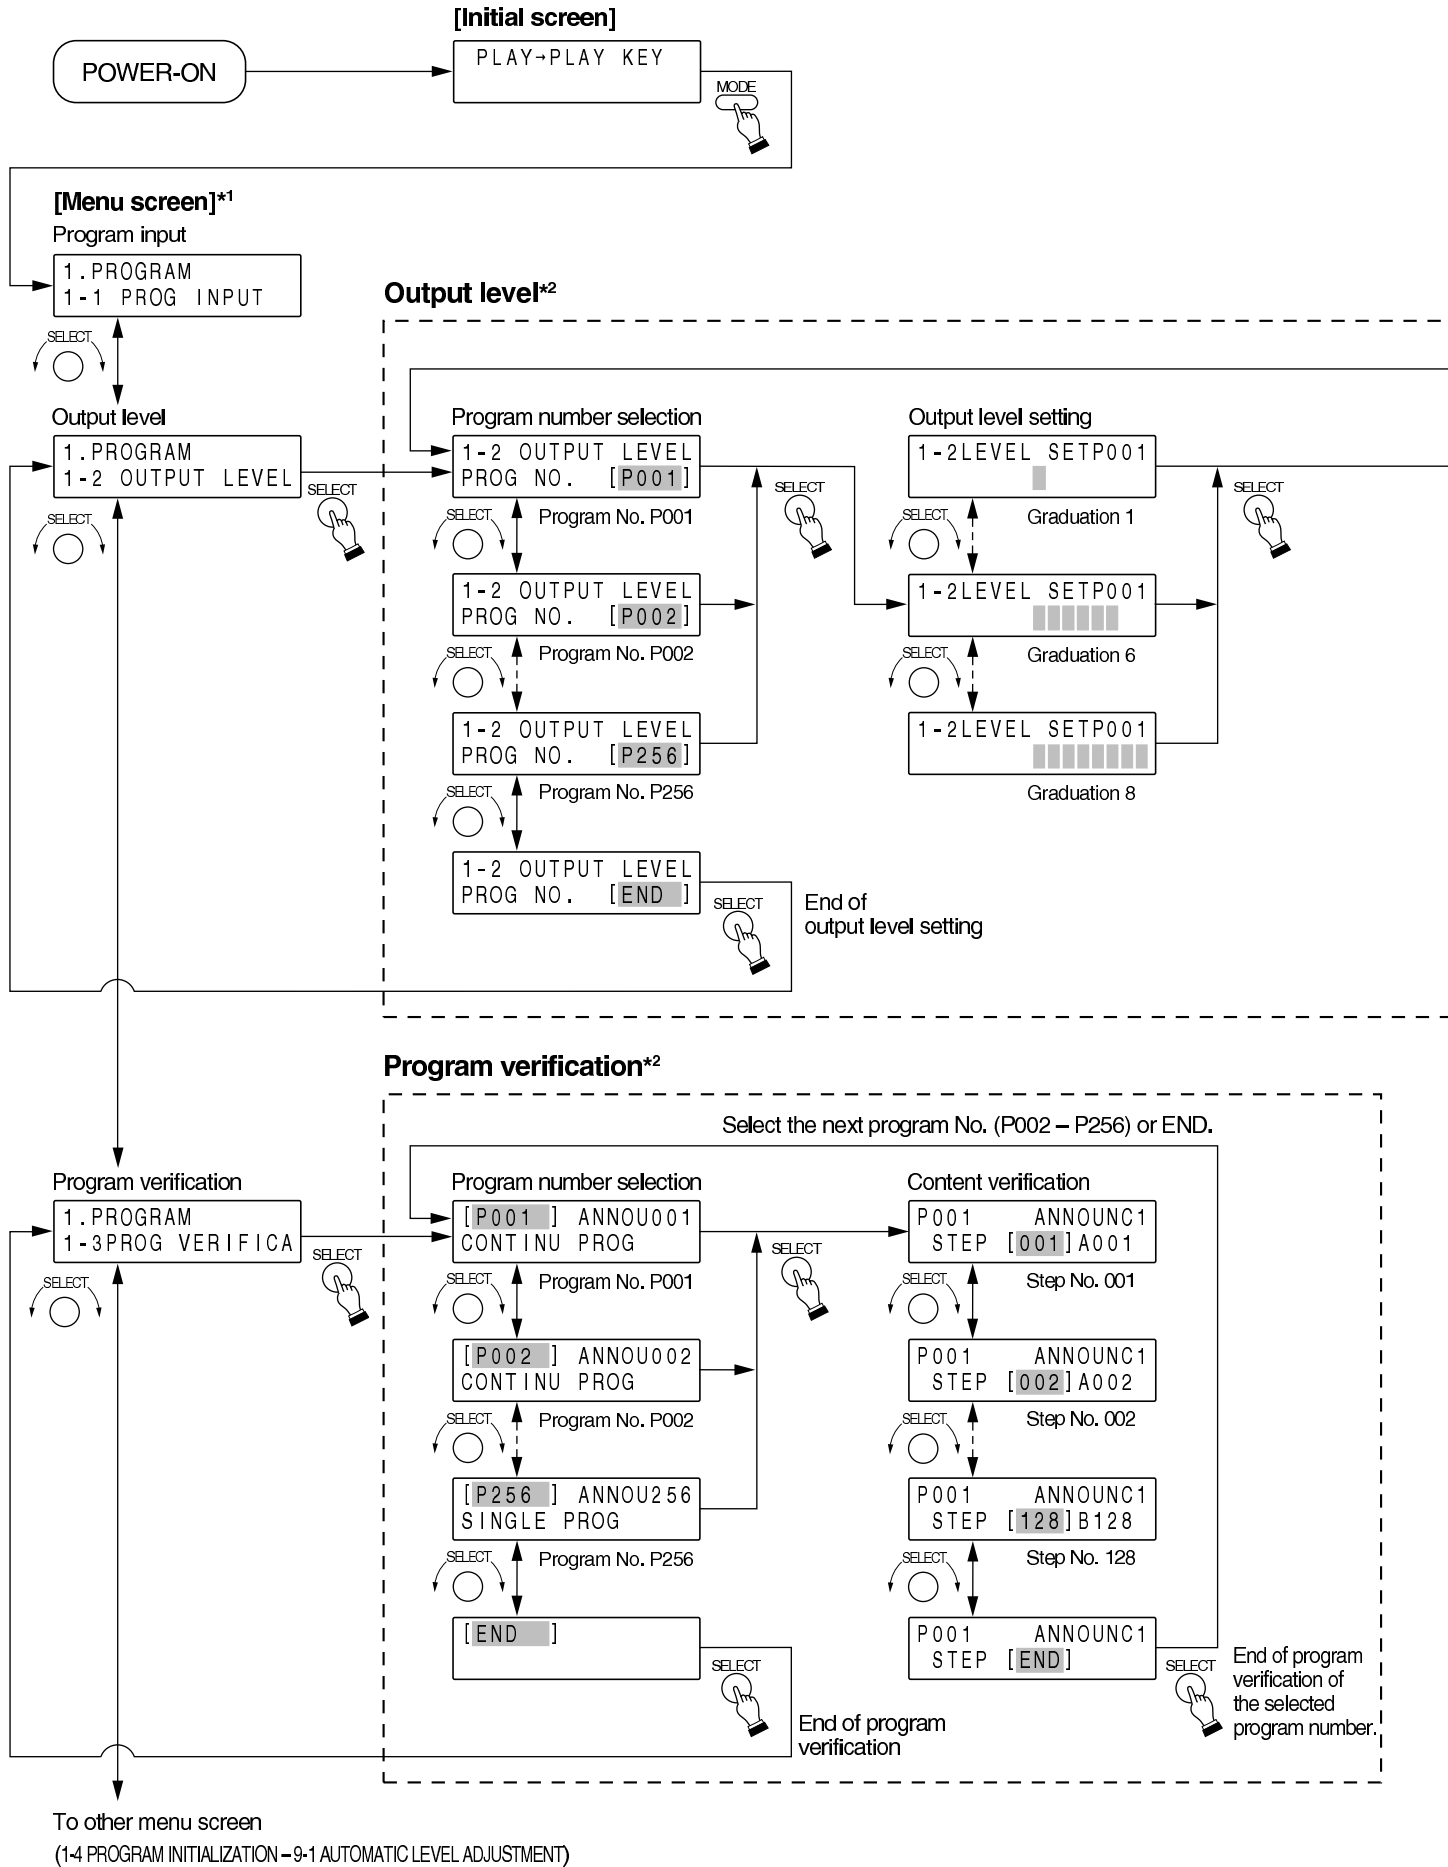 [Initial screen]
POWER-ON
PLAY→PLAY KEY
MODE
[Menu screen]*1
Program input
1.PROGRAM
1-1 PROG INPUT
SELECT
Output level*2
Output level
1.PROGRAM
1-2 OUTPUT LEVEL
SELECT
SELECT
Program number selection
1-2 OUTPUT LEVEL
PROG NO. [P001]
Program No. P001
SELECT
SELECT
1-2 OUTPUT LEVEL
PROG NO. [P002]
Program No. P002
SELECT
1-2 OUTPUT LEVEL
PROG NO. [P256]
Program No. P256
SELECT
1-2 OUTPUT LEVEL
PROG NO. [END ]
SELECT
End of
output level setting
Output level setting
1-2LEVEL SETP001
Graduation 1
SELECT
SELECT
1-2LEVEL SETP001
Graduation 6
SELECT
1-2LEVEL SETP001
Graduation 8
Program verification*2
Select the next program No. (P002 – P256) or END.
Program verification
1.PROGRAM
1-3PROG VERIFICA
SELECT
SELECT
Program number selection
[P001 ] ANNOU001
CONTINU PROG
Program No. P001
SELECT
SELECT
[P002 ] ANNOU002
CONTINU PROG
Program No. P002
SELECT
[P256 ] ANNOU256
SINGLE PROG
Program No. P256
SELECT
[END ]
SELECT
End of program
verification
Content verification
P001 ANNOUNC1
STEP [001]A001
Step No. 001
SELECT
P001 ANNOUNC1
STEP [002]A002
Step No. 002
SELECT
P001 ANNOUNC1
STEP [128]B128
Step No. 128
SELECT
P001 ANNOUNC1
STEP [END]
SELECT
End of program
verification of
the selected
program number.
To other menu screen
(1-4 PROGRAM INITIALIZATION – 9-1 AUTOMATIC LEVEL ADJUSTMENT)